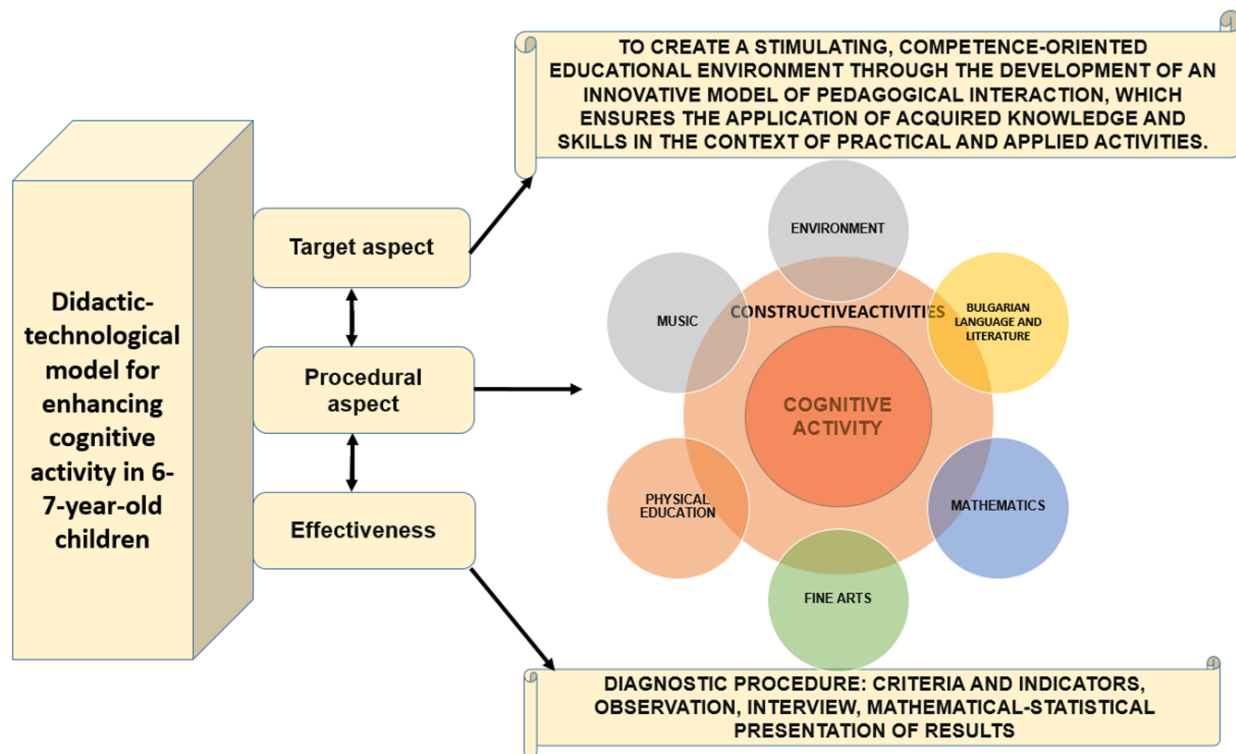 TO CREATE A STIMULATING, COMPETENCE-ORIENTED
EDUCATIONAL ENVIRONMENT THROUGH THE DEVELOPMENT OF AN
INNOVATIVE MODEL OF PEDAGOGICAL INTERACTION, WHICH
ENSURES THE APPLICATION OF ACQUIRED KNOWLEDGE AND
SKILLS IN THE CONTEXT OF PRACTICAL AND APPLIED ACTIVITIES.
Didactic-
technological
model for
enhancing
cognitive
activity in 6-
7-year-old
children
Target aspect
Procedural
aspect
Effectiveness
ENVIRONMENT
MUSIC
CONSTRUCTIVEACTIVITIES
BULGARIAN
LANGUAGE AND
LITERATURE
COGNITIVE
ACTIVITY
PHYSICAL
EDUCATION
MATHEMATICS
FINE ARTS
DIAGNOSTIC PROCEDURE: CRITERIA AND INDICATORS,
OBSERVATION, INTERVIEW, MATHEMATICAL-STATISTICAL
PRESENTATION OF RESULTS